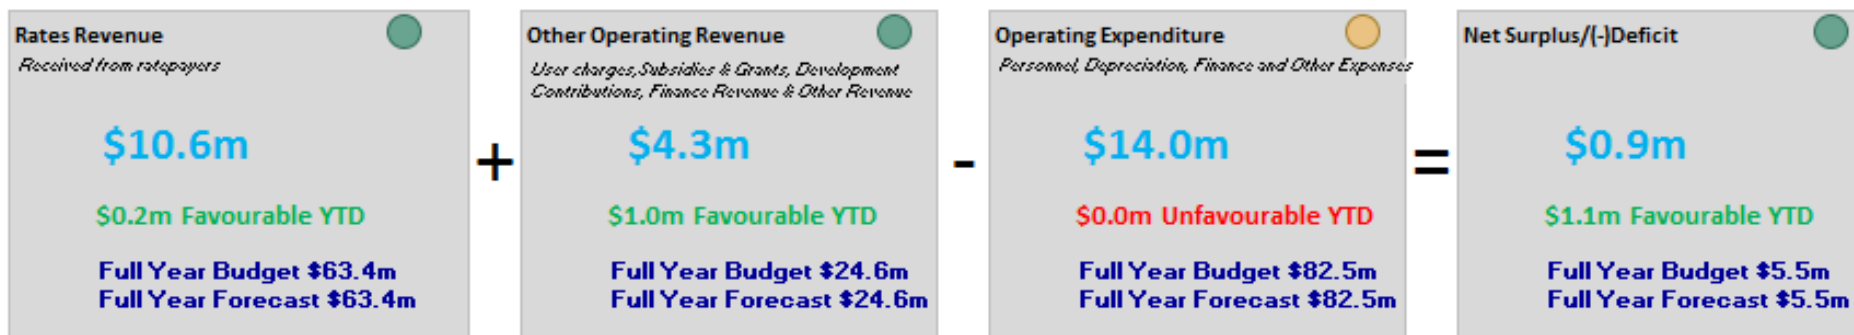 Rates Revenue
Received from ratepayers
$10.6m
$0.2m Favourable YTD
Full Year Budget $63.4m
Full Year Forecast $63.4m
+
Other Operating Revenue
User charges,Subsidies & Grants, Development
Contributions, Finance Revenue & Other Revenue
$4.3m
$1.0m Favourable YTD
Full Year Budget $24.6m
Full Year Forecast $24.6m
-
Operating Expenditure
Personnel, Depreciation, Finance and Other Expenses
$14.0m
$0.0m Unfavourable YTD
Full Year Budget $82.5m
Full Year Forecast $82.5m
=
Net Surplus/(-)Deficit
$0.9m
$1.1m Favourable YTD
Full Year Budget $5.5m
Full Year Forecast $5.5m